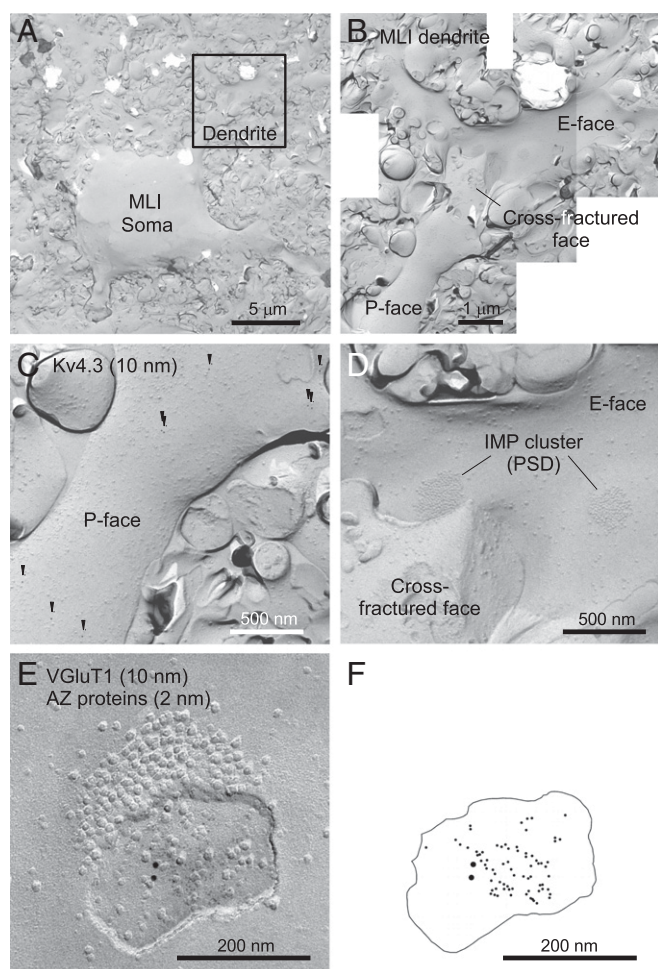 A
Dendrite
MLI
Soma
5 μm
B
MLI dendrite
E-face
Cross-fractured
face
P-face
1 μm
C
Kv4.3 (10 nm)
P-face
500 nm
D
E-face
IMP cluster
(PSD)
Cross-
fractured face
500 nm
E
VGluT1 (10 nm)
AZ proteins (2 nm)
200 nm
F
200 nm